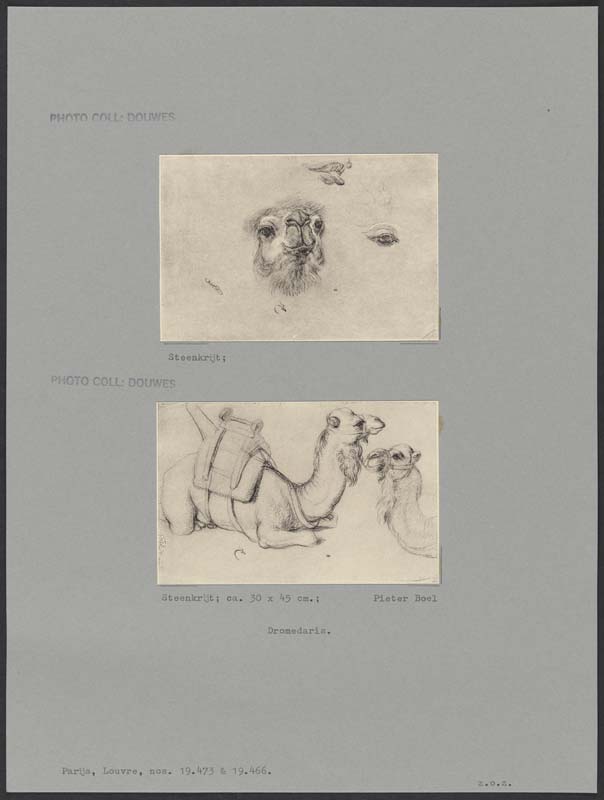 PHOTO COLL: DOUWES
Steenkrijt;
PHOTO COLL: DOUWES
Steenkrijt; ca. 30 x 45 cm.; Pieter Boel
Dromedaris.
Parijs, Louvre, nos. 19.473 & 19.466.
z.o.z.